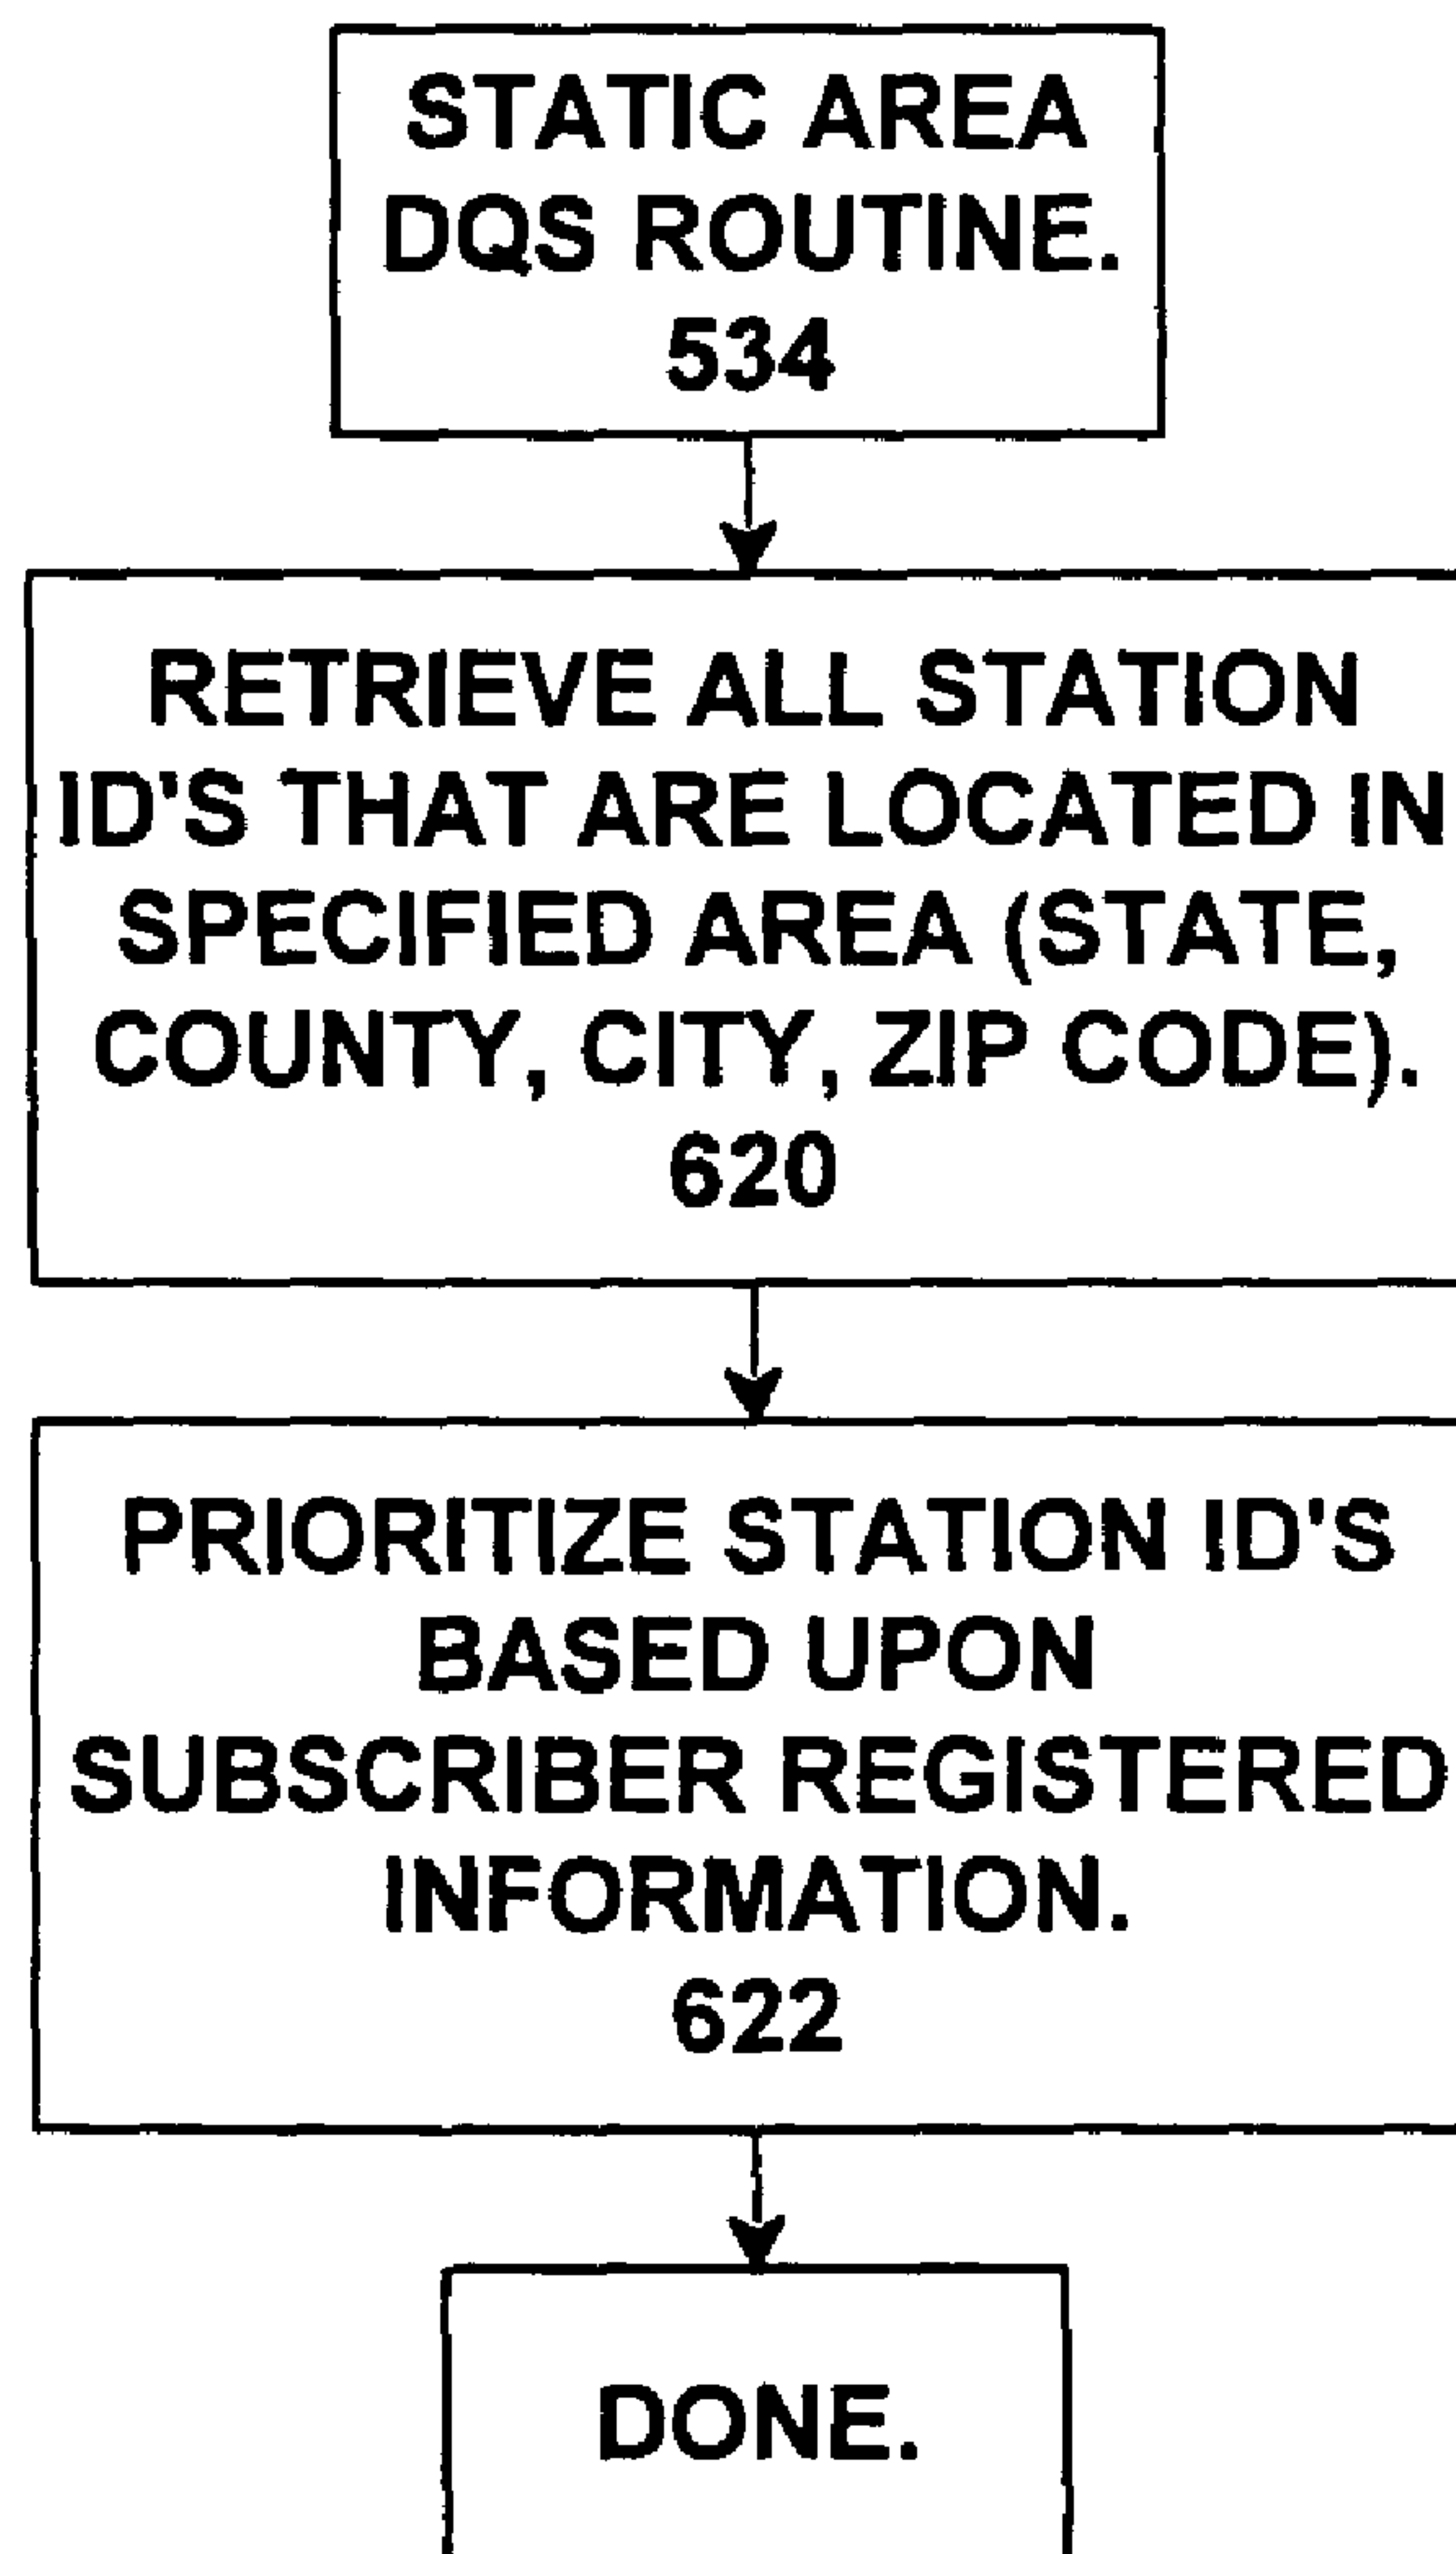 STATIC AREA
DQS ROUTINE.
534
RETRIEVE ALL STATION
ID'S THAT ARE LOCATED IN
SPECIFIED AREA (STATE,
COUNTY, CITY, ZIP CODE).
620
PRIORITIZE STATION ID'S
BASED UPON
SUBSCRIBER REGISTERED
INFORMATION.
622
DONE.